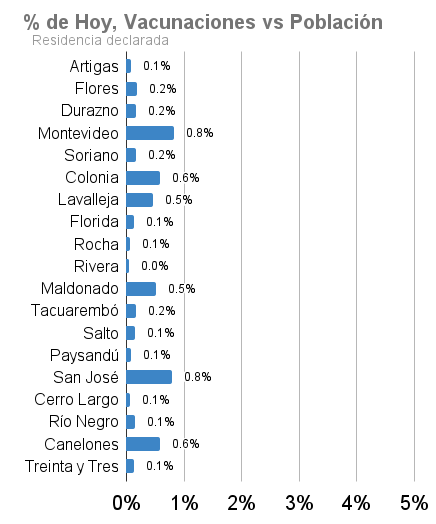 % de Hoy, Vacunaciones vs Población
Residencia declarada
Artigas 0.1%
Flores 0.2%
Durazno 0.2%
Montevideo 0.8%
Soriano 0.2%
Colonia 0.6%
Lavalleja 0.5%
Florida 0.1%
Rocha 0.1%
Rivera 0.0%
Maldonado 0.5%
Tacuarembó 0.2%
Salto 0.1%
Paysandú 0.1%
San José 0.8%
Cerro Largo 0.1%
Río Negro 0.1%
Canelones 0.6%
Treinta y Tres 0.1%
0% 1% 2% 3% 4% 5%